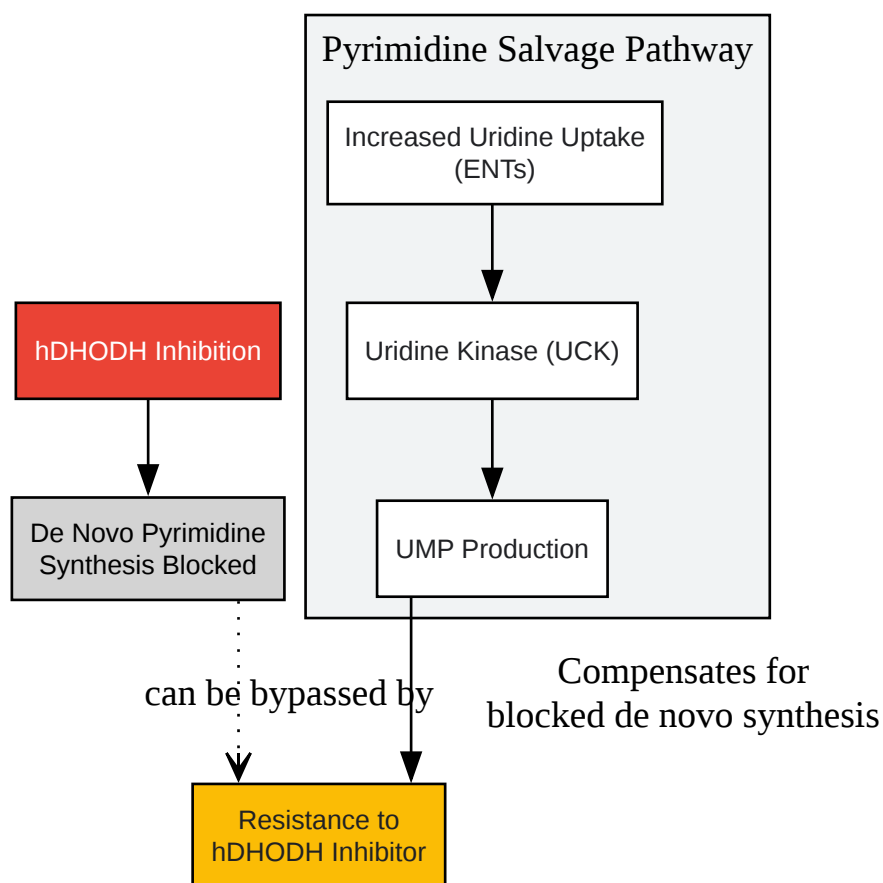 Pyrimidine Salvage Pathway
Increased Uridine Uptake
(ENTs)
hDHODH Inhibition
Uridine Kinase (UCK)
De Novo Pyrimidine
Synthesis Blocked
UMP Production
can be bypassed by
Compensates for
blocked de novo synthesis
Resistance to
hDHODH Inhibitor